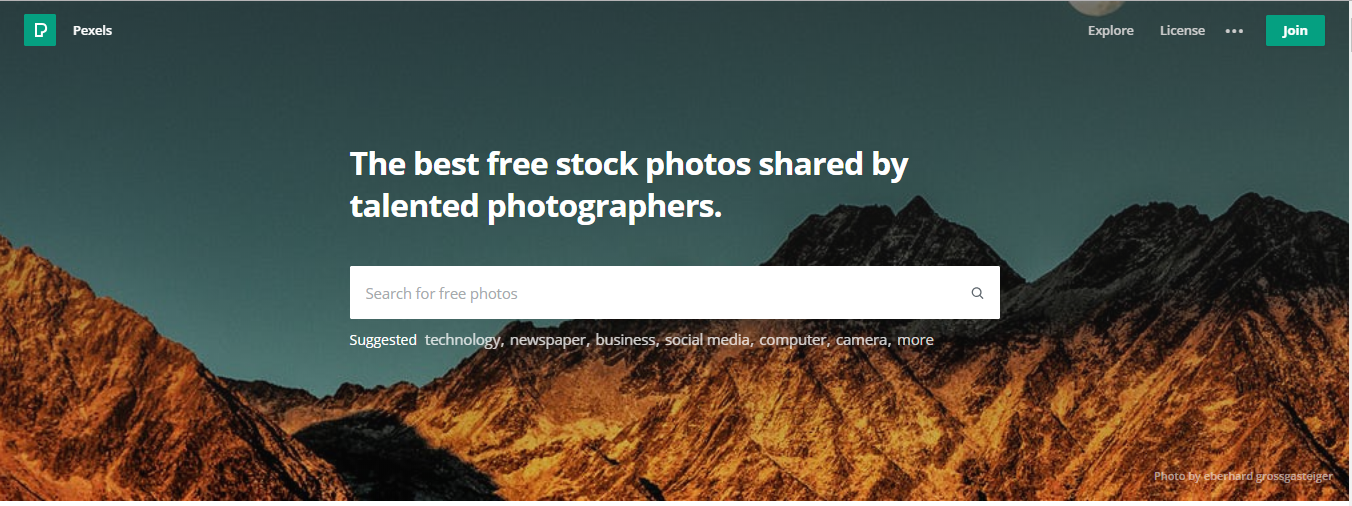 Pexels
Explore
License
Join
The best free stock photos shared by
talented photographers.
Search for free photos
Suggested technology, newspaper, business, social media, computer, camera, more
Photo by eberhard grossgasteiger